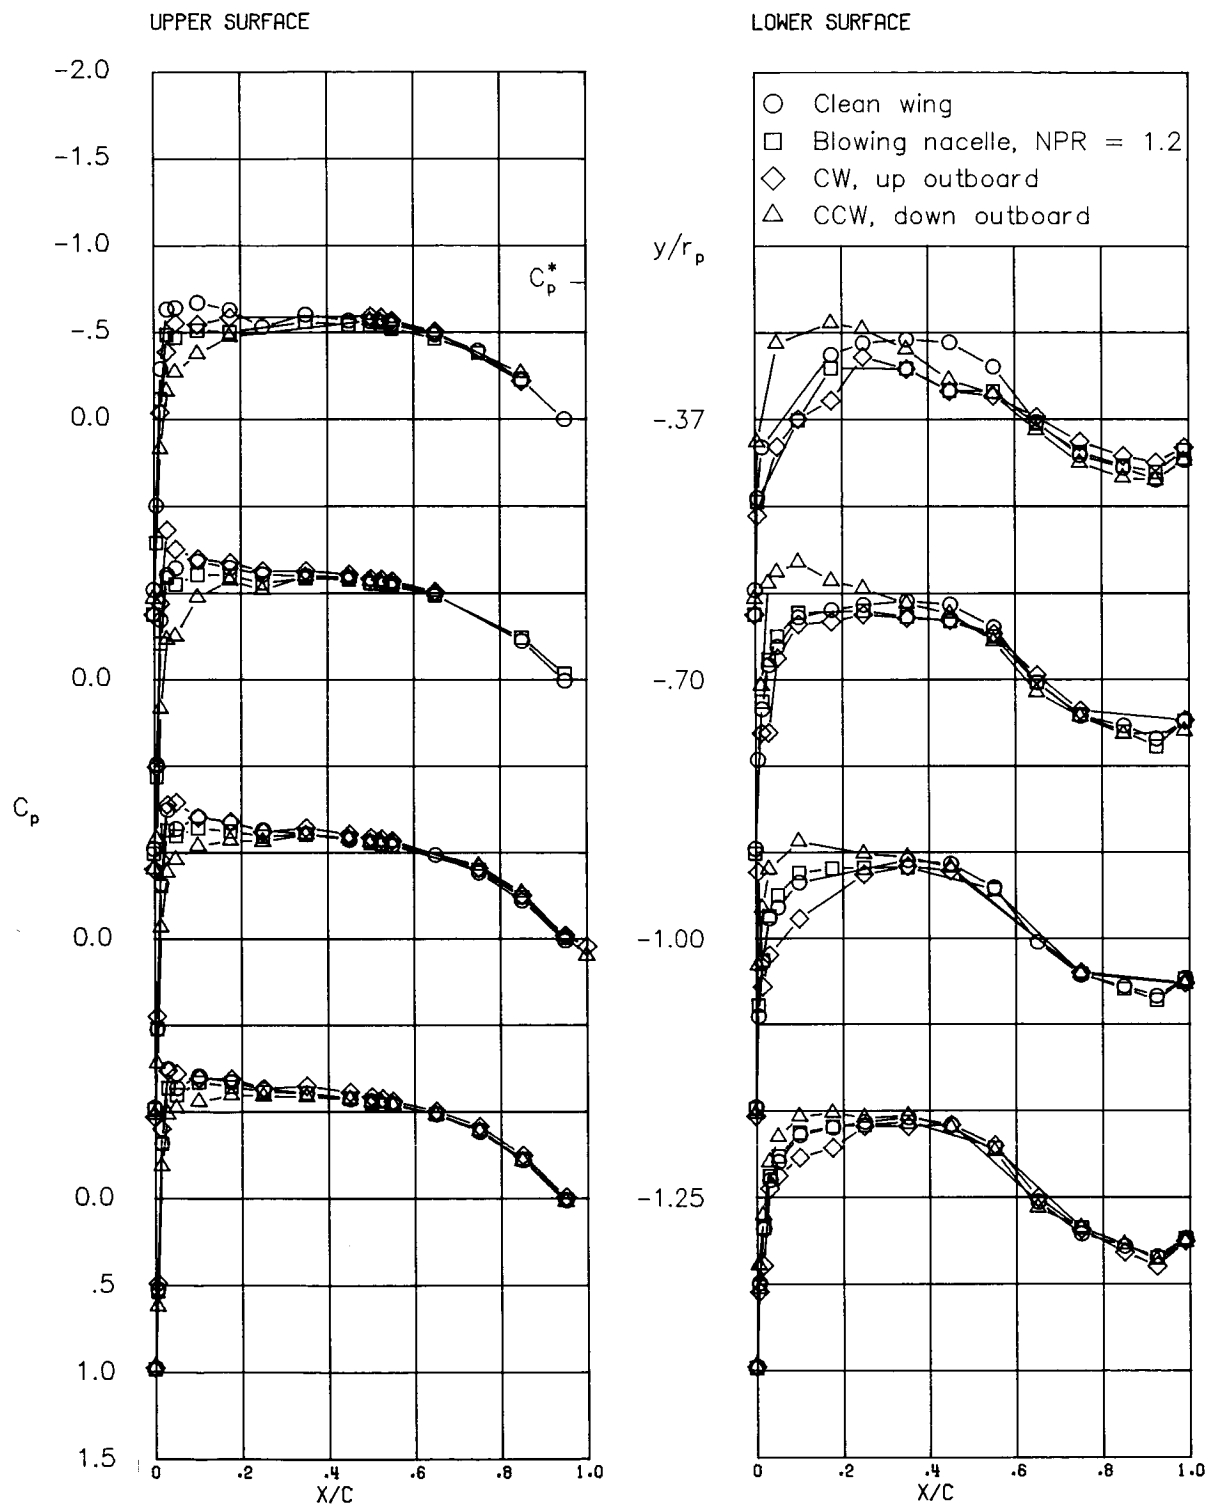 UPPER SURFACE
LOWER SURFACE
-2.0
-1.5
-1.0
-.5
0.0
0.0
0.0
0.0
.5
1.0
1.5
C_p
C_p^*
0 .2 .4 .6 .8 1.0
X/C
Clean wing
Blowing nacelle, NPR = 1.2
CW, up outboard
CCW, down outboard
y/r_p
-.37
-.70
-1.00
-1.25
0 .2 .4 .6 .8 1.0
X/C